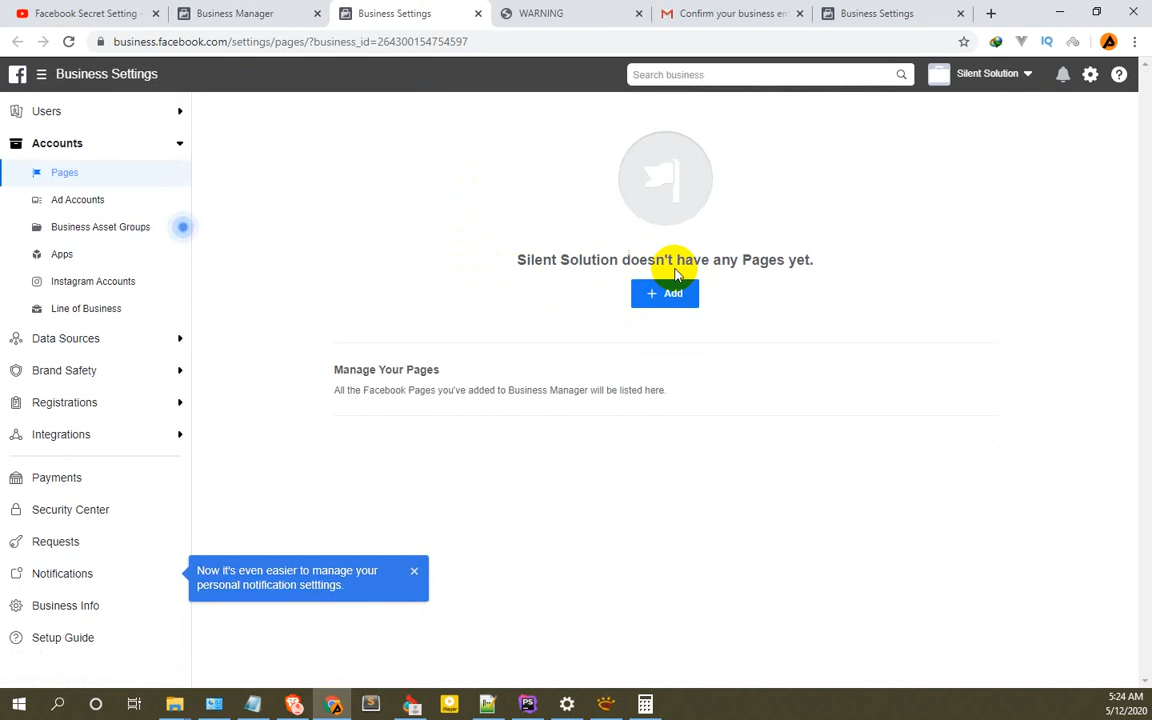 Facebook Secret Setting -
Business Manager
Business Settings
WARNING
Confirm your business en
Business Settings
business.facebook.com/settings/pages/?business_id=264300154754597
IQ
Business Settings
Search business
Silent Solution
Users
Accounts
Pages
Ad Accounts
Business Asset Groups
Apps
Instagram Accounts
Line of Business
Data Sources
Brand Safety
Registrations
Integrations
Payments
Security Center
Requests
Notifications
Business Info
Setup Guide
Silent Solution doesn't have any Pages yet.
+ Add
Manage Your Pages
All the Facebook Pages you've added to Business Manager will be listed here.
Now it's even easier to manage your
personal notification setttings.
PS
5:24 AM
5/12/2020